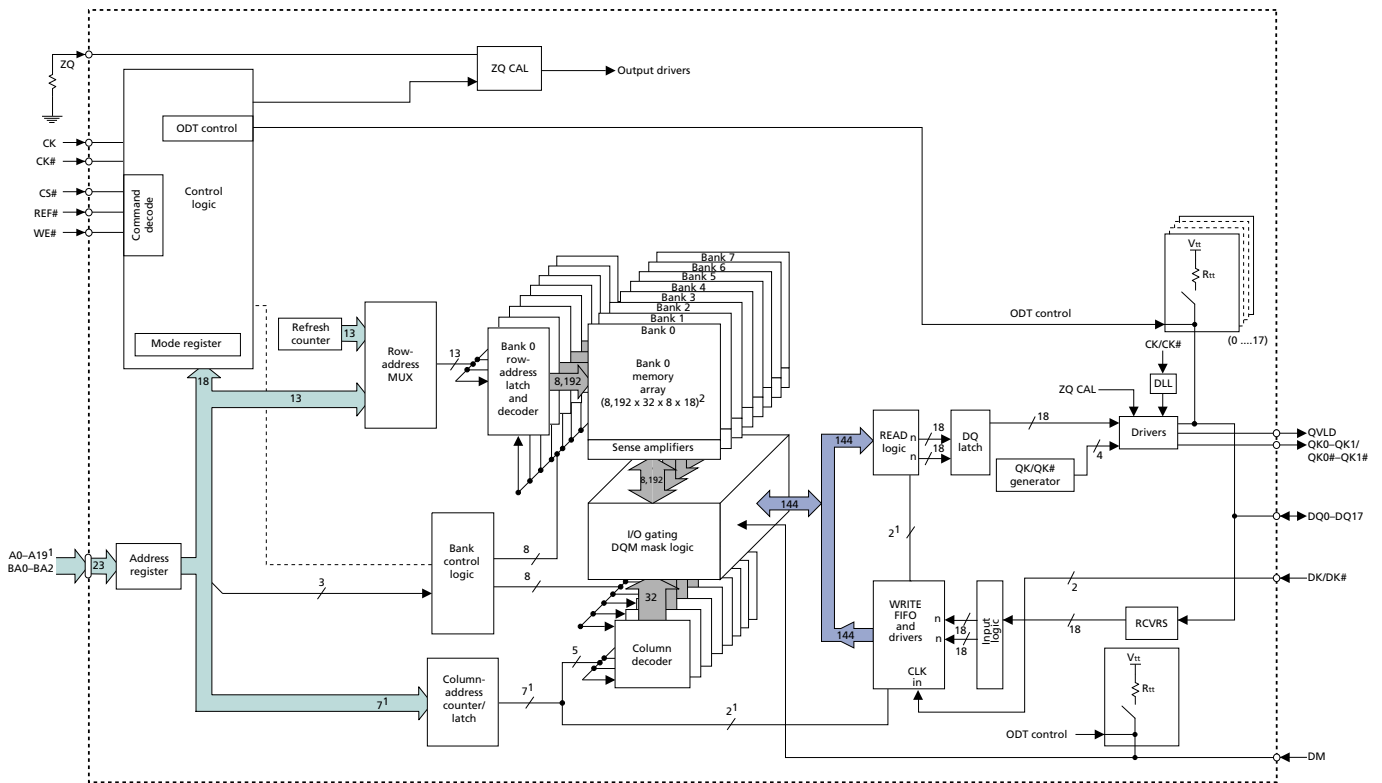 ZQ
ZQ CAL
Output drivers
ODT control
CK
CK#
CS#
REF#
WE#
Command
decode
Control
logic
Mode register
Refresh
counter
13
Row-
address
MUX
13
18
13
Bank 0
row-
address
latch
and
decoder
8,192
Bank 7
Bank 6
Bank 5
Bank 4
Bank 3
Bank 2
Bank 1
Bank 0
Bank 0
memory
array
(8,192 x 32 x 8 x 18)2
Sense amplifiers
8,192
I/O gating
DQM mask logic
32
Column
decoder
A0–A191
BA0–BA2
23
Address
register
3
Bank
control
logic
8
8
Column-
address
counter/
latch
71
71
5
21
144
144
144
READ
logic
n
n
18
18
DQ
latch
18
QK/QK#
generator
4
ZQ CAL
CK/CK#
DLL
Drivers
ODT control
Vtt
Rtt
(0 ....17)
QVLD
QK0–QK1/
QK0#–QK1#
DQ0–DQ17
DK/DK#
2
21
WRITE
FIFO
and
drivers
n
n
CLK
in
18
18
Input
logic
18
RCVRS
Vtt
Rtt
ODT control
DM